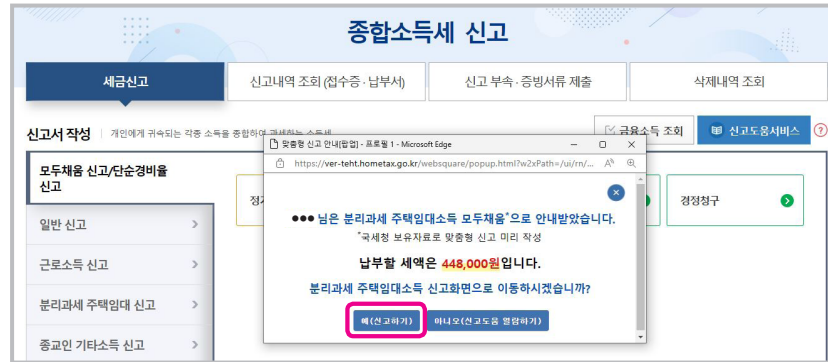 종합소득세 신고
세금신고
신고내역 조회 (접수증·납부서)
신고 부속·증빙서류 제출
삭제내역 조회
신고서 작성
개인에게 귀속되는 각종 소득을 종합하여 과세하는 소득세
금융소득 조회
신고도움서비스
?
모두채움 신고/단순경비율
신고
일반 신고
근로소득 신고
분리과세 주택임대 신고
종교인 기타소득 신고
경정청구
맞춤형 신고 안내[팝업] - 프로필 1 - Microsoft Edge
https://ver-teht.hometax.go.kr/websquare/popup.html?w2xPath=/ui/rn/...
●●● 님은 분리과세 주택임대소득 모두채움*으로 안내받았습니다.
*국세청 보유자료로 맞춤형 신고 미리 작성
납부할 세액은 448,000원입니다.
분리과세 주택임대소득 신고화면으로 이동하시겠습니까?
예(신고하기)
아니오(신고도움 열람하기)